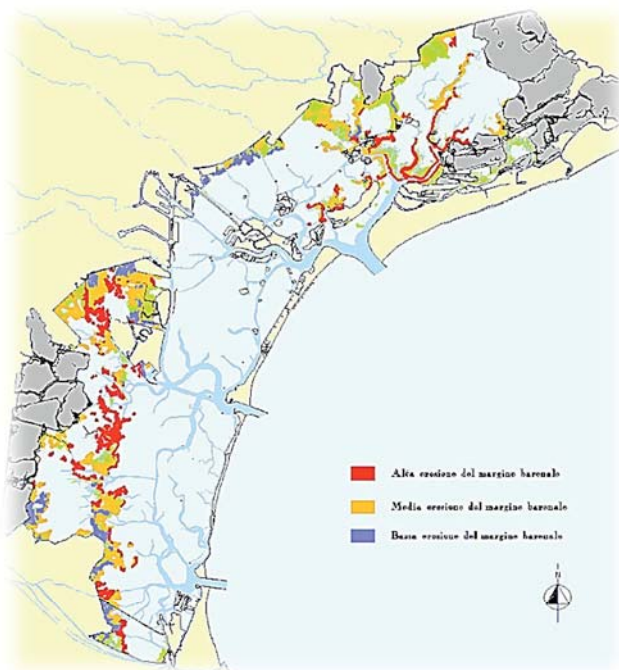 Alta erosione del margine barenale
Media erosione del margine barenale
Bassa erosione del margine barenale
N